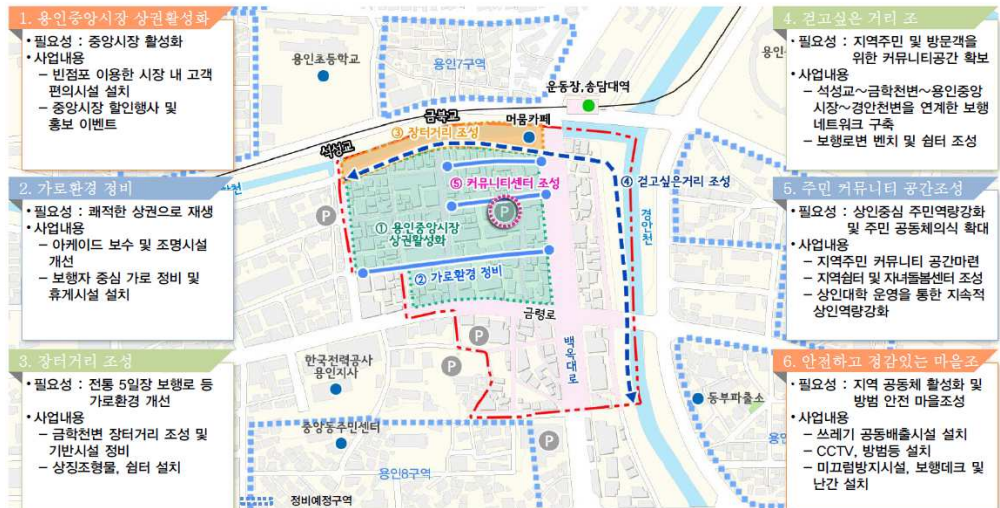 1. 용인중앙시장 상권활성화
• 필요성 : 중앙시장 활성화
• 사업내용
– 빈점포 이용한 시장 내 고객
편의시설 설치
– 중앙시장 할인행사 및
홍보 이벤트
2. 가로환경 정비
• 필요성 : 쾌적한 상권으로 재생
• 사업내용
– 아케이드 보수 및 조명시설
개선
– 보행자 중심 가로 정비 및
휴게시설 설치
3. 장터거리 조성
• 필요성 : 전통 5일장 보행로 등
가로환경 개선
• 사업내용
– 금학천변 장터거리 조성 및
기반시설 정비
– 상징조형물, 쉼터 설치
용인초등학교
용인7구역
운동장,송담대역
용인
금북교
머뭄카페
석성교
③ 장터거리 조성
천
P
⑤ 커뮤니티센터 조성
P
④ 걷고싶은거리 조성
① 용인중앙시장
상권활성화
경안천
② 가로환경 정비
금령로
P
백옥대로
한국전력공사
용인지사
동부파출소
중앙동주민센터
P
용인8구역
용인
정비예정구역
4. 걷고싶은 거리 조
• 필요성 : 지역주민 및 방문객을
위한 커뮤니티공간 확보
• 사업내용
– 석성교~금학천변~용인중앙
시장~경안천변을 연계한 보행
네트워크 구축
– 보행로변 벤치 및 쉼터 조성
5. 주민 커뮤니티 공간조성
• 필요성 : 상인중심 주민역량강화
및 주민 공동체의식 확대
• 사업내용
– 지역주민 커뮤니티 공간마련
– 지역쉼터 및 자녀돌봄센터 조성
– 상인대학 운영을 통한 지속적
상인역량강화
6. 안전하고 정감있는 마을조
• 필요성 : 지역 공동체 활성화 및
방범 안전 마을조성
• 사업내용
– 쓰레기 공동배출시설 설치
– CCTV, 방범등 설치
– 미끄럼방지시설, 보행데크 및
난간 설치